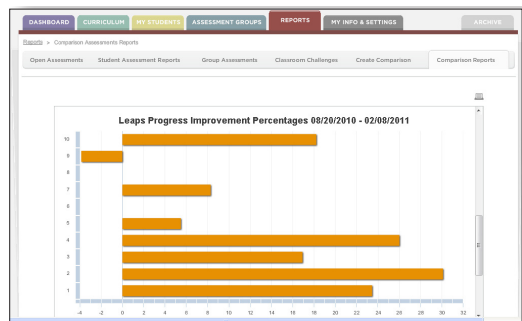 DASHBOARD CURRICULUM MY STUDENTS ASSESSMENT GROUPS REPORTS MY INFO & SETTINGS ARCHIVE
Reports > Comparison Assessments Reports
Open Assessments Student Assessment Reports Group Assessments Classroom Challenges Create Comparison Comparison Reports
Leaps Progress Improvement Percentages 08/20/2010 - 02/08/2011
10
9
8
7
6
5
4
3
2
1
-4 -2 0 2 4 6 8 10 12 14 16 18 20 22 24 26 28 30 32